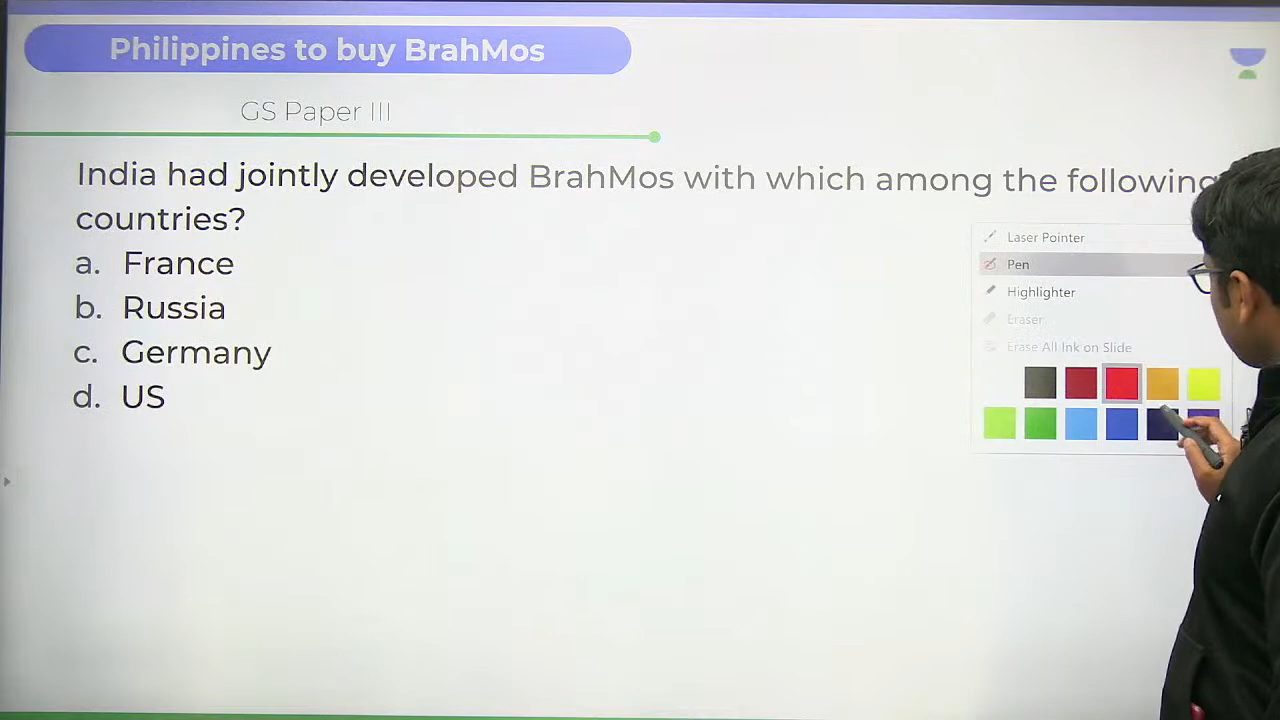 Philippines to buy BrahMos
GS Paper III
India had jointly developed BrahMos with which among the following
countries?
a. France
b. Russia
c. Germany
d. US
Laser Pointer
Pen
Highlighter
Eraser
Erase All Ink on Slide